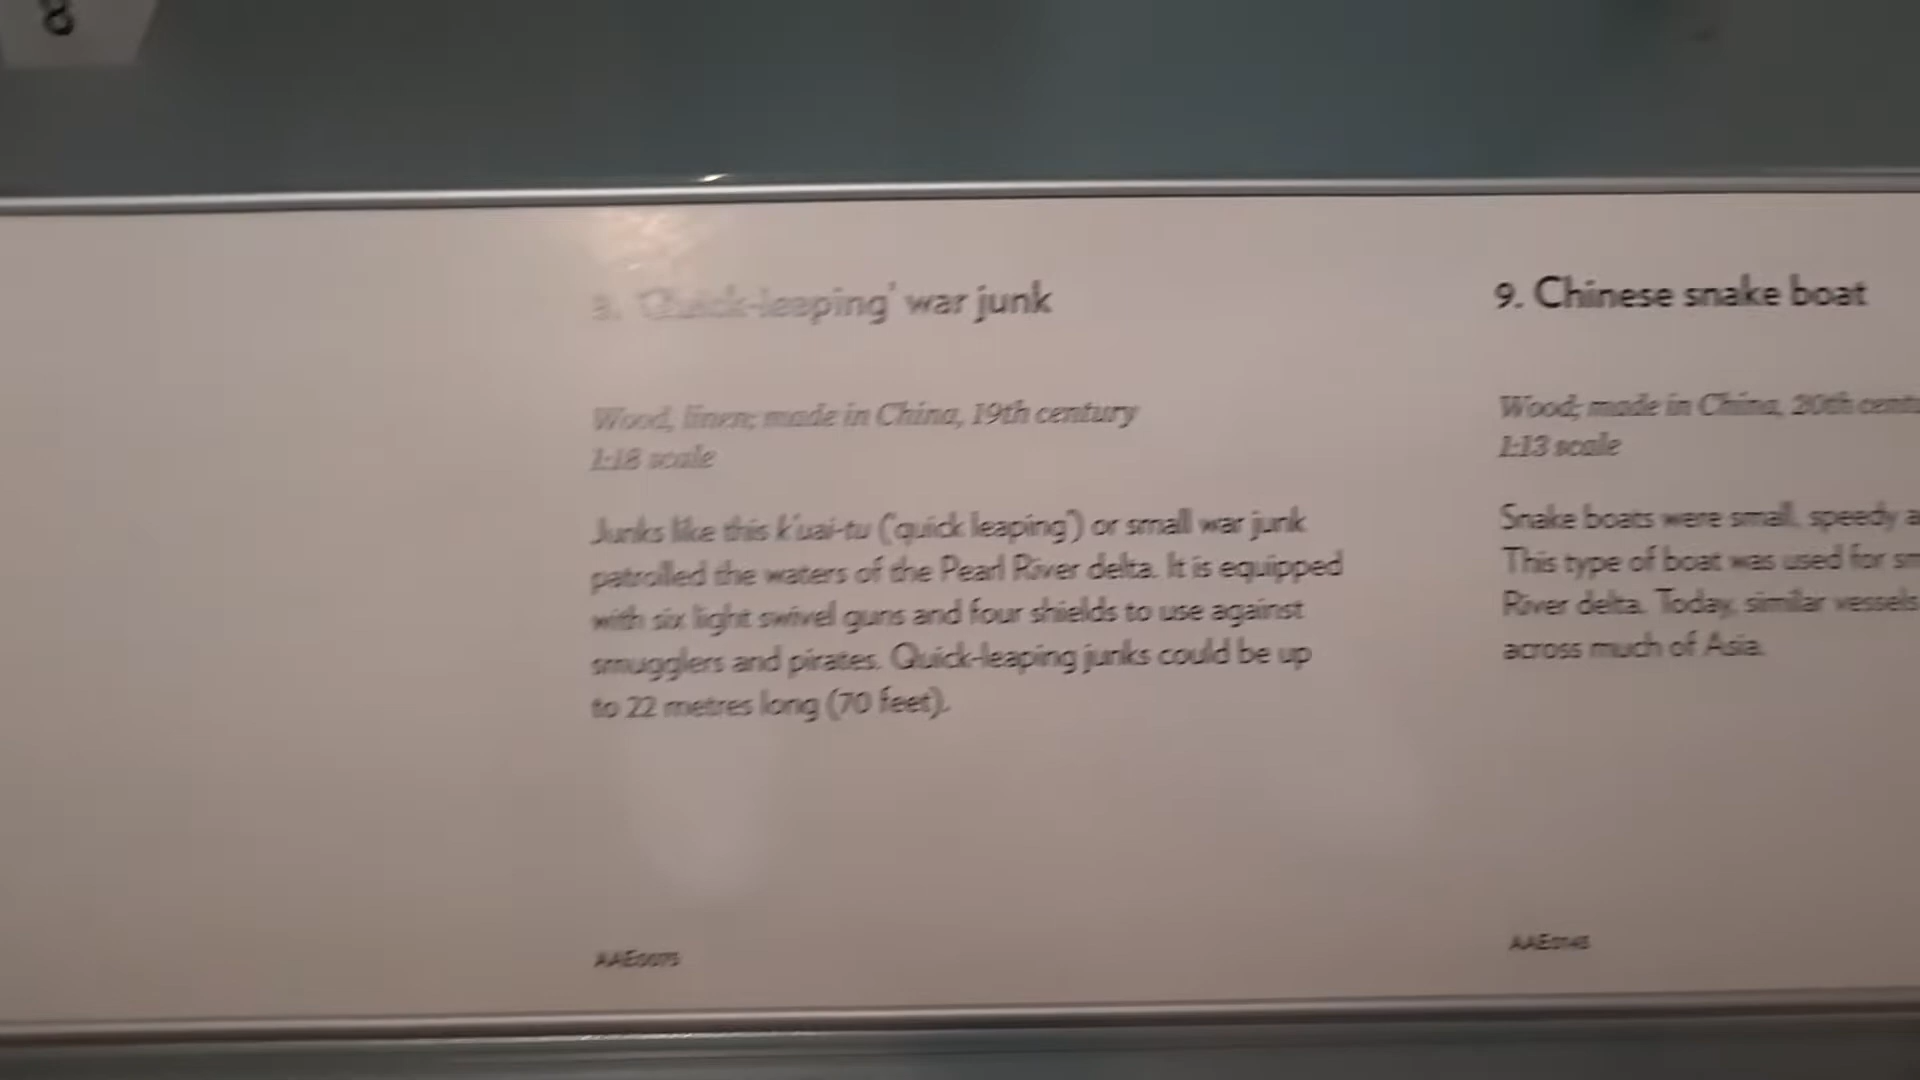 8
8. 'Quick-leaping' war junk
Wood, linen; made in China, 19th century
1:18 scale
Junks like this k'uai-tu ('quick leaping') or small war junk
patrolled the waters of the Pearl River delta. It is equipped
with six light swivel guns and four shields to use against
smugglers and pirates. Quick-leaping junks could be up
to 22 metres long (70 feet).
9. Chinese snake boat
Wood; made in China, 20th
1:13 scale
Snake boats were small, speedy
This type of boat was used for
River delta. Today, similar vessels
across much of Asia.